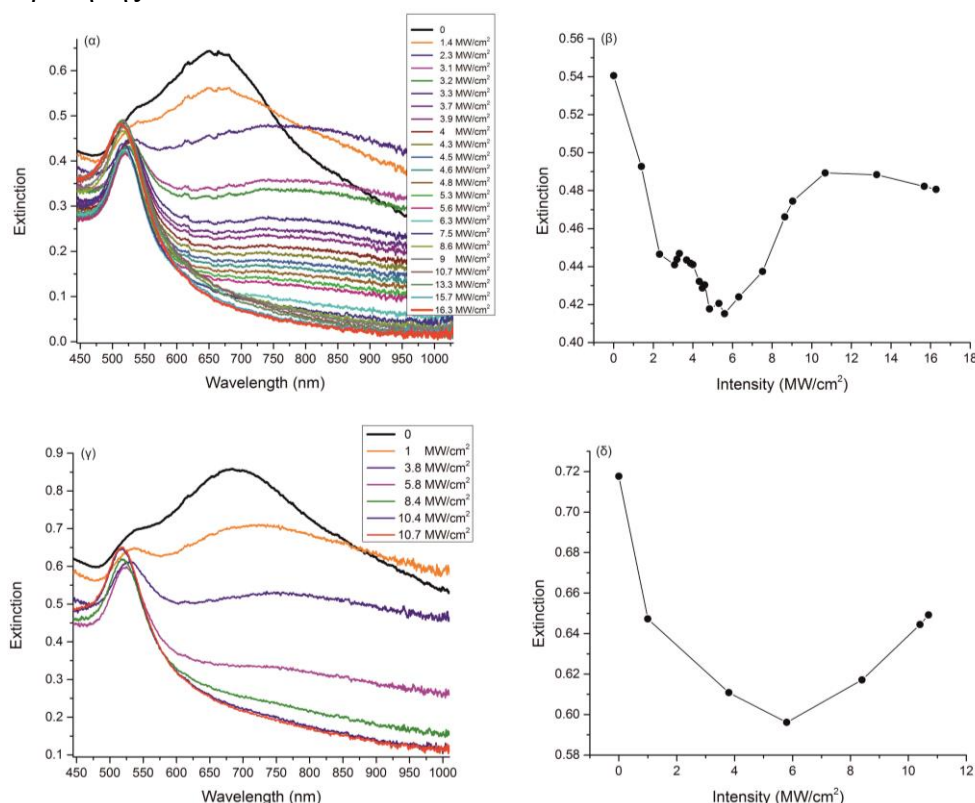 (α)
0
1.4 MW/cm²
2.3 MW/cm²
3.1 MW/cm²
3.2 MW/cm²
3.3 MW/cm²
3.7 MW/cm²
3.9 MW/cm²
4 MW/cm²
4.3 MW/cm²
4.5 MW/cm²
4.6 MW/cm²
4.8 MW/cm²
5.3 MW/cm²
5.6 MW/cm²
6.3 MW/cm²
7.5 MW/cm²
8.6 MW/cm²
9 MW/cm²
10.7 MW/cm²
13.3 MW/cm²
15.7 MW/cm²
16.3 MW/cm²
0.6
0.5
0.4
0.3
0.2
0.1
0.0
Extinction
450 500 550 600 650 700 750 800 850 900 950 1000
Wavelength (nm)
(β)
0.56
0.54
0.52
0.50
0.48
0.46
0.44
0.42
0.40
Extinction
0 2 4 6 8 10 12 14 16 18
Intensity (MW/cm²)
(γ)
0
1 MW/cm²
3.8 MW/cm²
5.8 MW/cm²
8.4 MW/cm²
10.4 MW/cm²
10.7 MW/cm²
0.9
0.8
0.7
0.6
0.5
0.4
0.3
0.2
0.1
Extinction
450 500 550 600 650 700 750 800 850 900 950 1000
Wavelength (nm)
(δ)
0.72
0.70
0.68
0.66
0.64
0.62
0.60
0.58
Extinction
0 2 4 6 8 10 12
Intensity (MW/cm²)